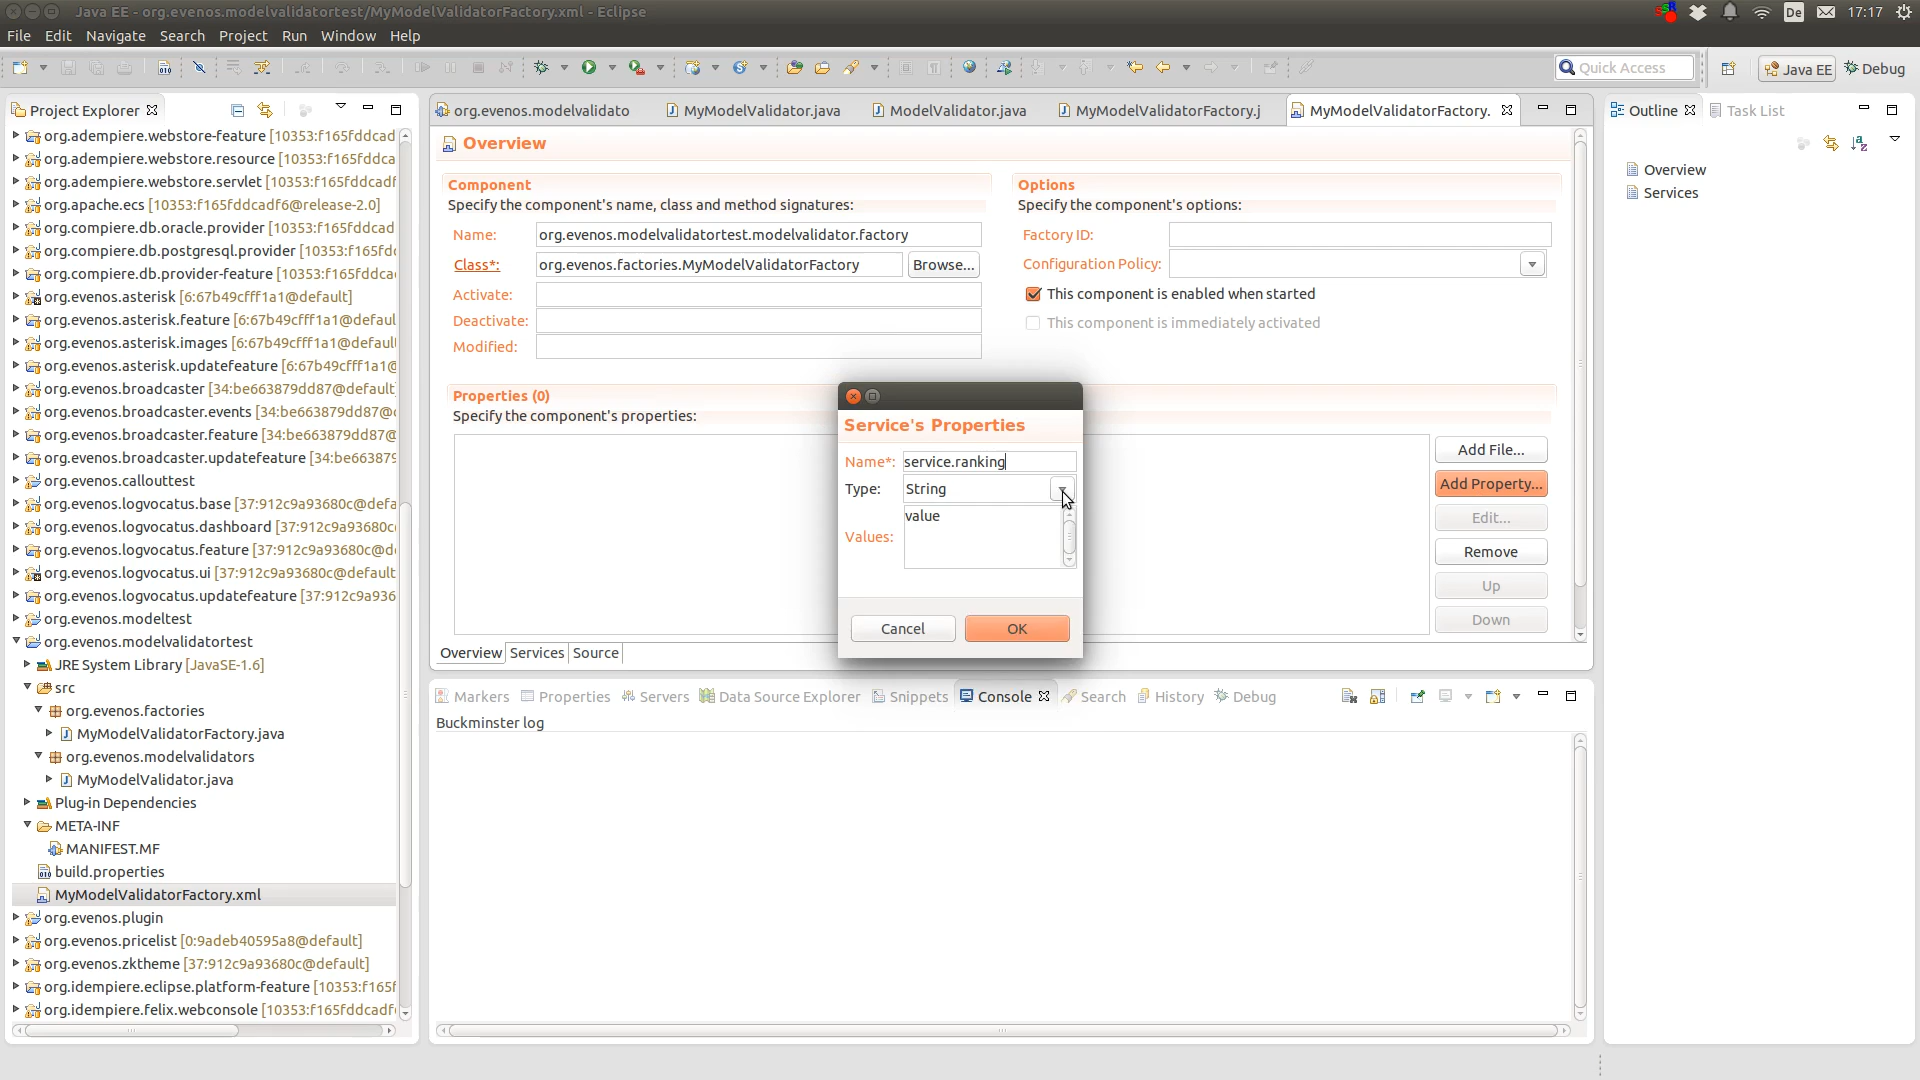 Java EE - org.evenos.modelvalidatortest/MyModelValidatorFactory.xml - Eclipse
De 17:17
File Edit Navigate Search Project Run Window Help
Quick Access Java EE Debug
Project Explorer
org.adempiere.webstore-feature [10353:f165fddcad
org.adempiere.webstore.resource [10353:f165fddca
org.adempiere.webstore.servlet [10353:f165fddcadf
org.apache.ecs [10353:f165fddcadf6@release-2.0]
org.compiere.db.oracle.provider [10353:f165fddcad
org.compiere.db.postgresql.provider [10353:f165fdc
org.compiere.db.provider-feature [10353:f165fddca
org.evenos.asterisk [6:67b49cfff1a1@default]
org.evenos.asterisk.feature [6:67b49cfff1a1@defaul
org.evenos.asterisk.images [6:67b49cfff1a1@defaul
org.evenos.asterisk.updatefeature [6:67b49cfff1a1@
org.evenos.broadcaster [34:be663879dd87@default]
org.evenos.broadcaster.events [34:be663879dd87@
org.evenos.broadcaster.feature [34:be663879dd87@
org.evenos.broadcaster.updatefeature [34:be66387
org.evenos.callouttest
org.evenos.logvocatus.base [37:912c9a93680c@def
org.evenos.logvocatus.dashboard [37:912c9a93680c
org.evenos.logvocatus.feature [37:912c9a93680c@d
org.evenos.logvocatus.ui [37:912c9a93680c@default
org.evenos.logvocatus.updatefeature [37:912c9a936
org.evenos.modeltest
org.evenos.modelvalidatortest
JRE System Library [JavaSE-1.6]
src
org.evenos.factories
MyModelValidatorFactory.java
org.evenos.modelvalidators
MyModelValidator.java
Plug-in Dependencies
META-INF
MANIFEST.MF
build.properties
MyModelValidatorFactory.xml
org.evenos.plugin
org.evenos.pricelist [0:9adeb40595a8@default]
org.evenos.zktheme [37:912c9a93680c@default]
org.idempiere.eclipse.platform-feature [10353:f165f
org.idempiere.felix.webconsole [10353:f165fddcadf
org.evenos.modelvalidato MyModelValidator.java ModelValidator.java MyModelValidatorFactory.j MyModelValidatorFactory.
Overview
Component
Specify the component's name, class and method signatures:
Name: org.evenos.modelvalidatortest.modelvalidator.factory
Class*: org.evenos.factories.MyModelValidatorFactory Browse...
Activate:
Deactivate:
Modified:
Options
Specify the component's options:
Factory ID:
Configuration Policy:
This component is enabled when started
This component is immediately activated
Properties (0)
Specify the component's properties:
Add File...
Add Property...
Edit...
Remove
Up
Down
Service's Properties
Name*: service.ranking
Type: String
Values: value
Cancel OK
Overview Services Source
Markers Properties Servers Data Source Explorer Snippets Console Search History Debug
Buckminster log
Outline Task List
Overview
Services